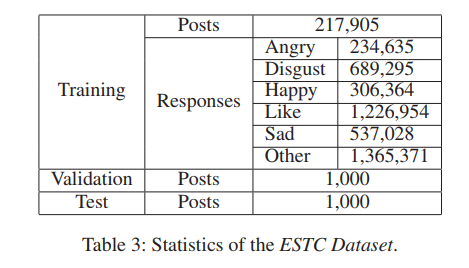 Posts 217,905
Angry 234,635
Disgust 689,295
Training Responses Happy 306,364
Like 1,226,954
Sad 537,028
Other 1,365,371
Validation Posts 1,000
Test Posts 1,000
Table 3: Statistics of the ESTC Dataset.